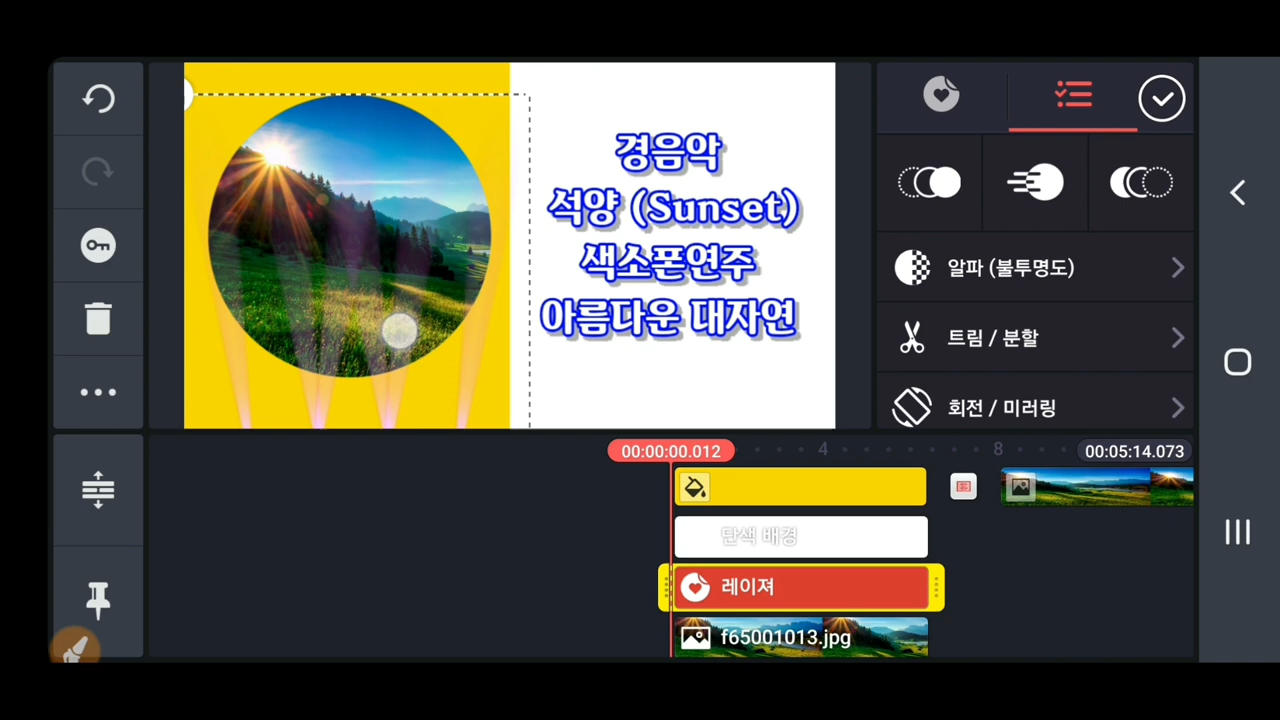 경음악
석양 (Sunset)
색소폰연주
아름다운 대자연
알파 (불투명도)
트림 / 분할
회전 / 미러링
00:00:00.012
4
8
00:05:14.073
단색 배경
레이져
f65001013.jpg